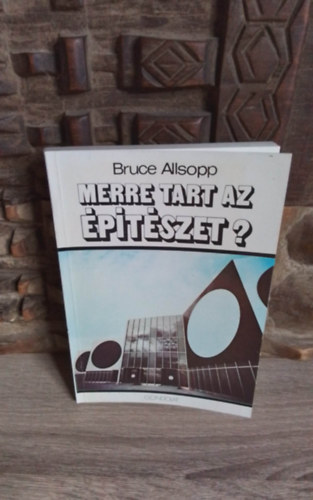 Bruce Allsopp
MERRE TART AZ
ÉPÍTÉSZET?